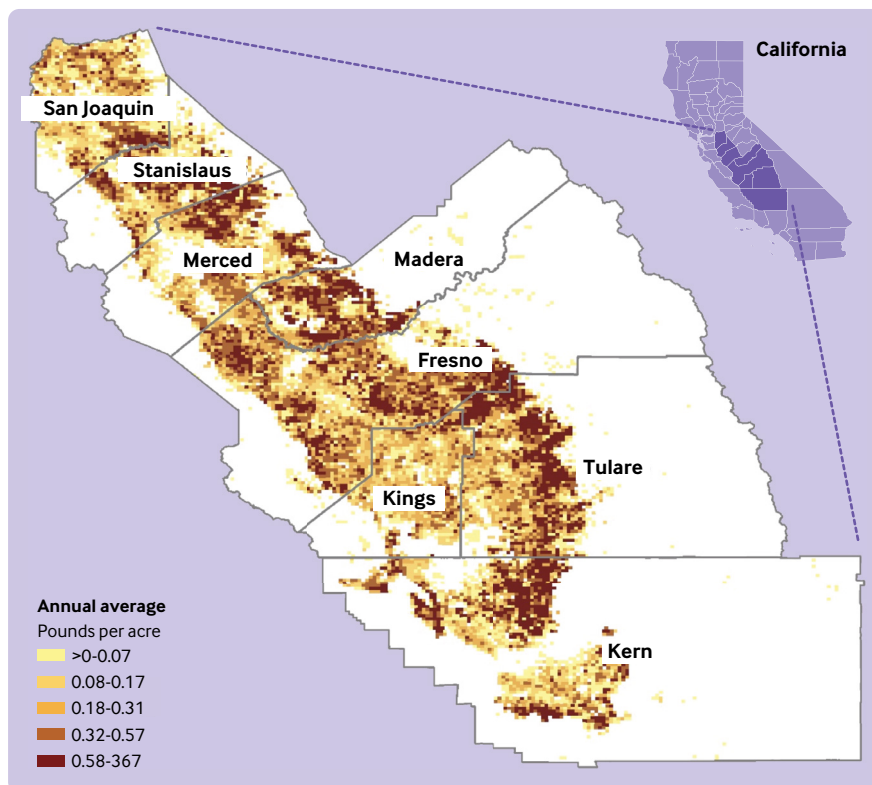 California
San Joaquin
Stanislaus
Merced
Madera
Fresno
Tulare
Kings
Kern
Annual average
Pounds per acre
>0-0.07
0.08-0.17
0.18-0.31
0.32-0.57
0.58-367